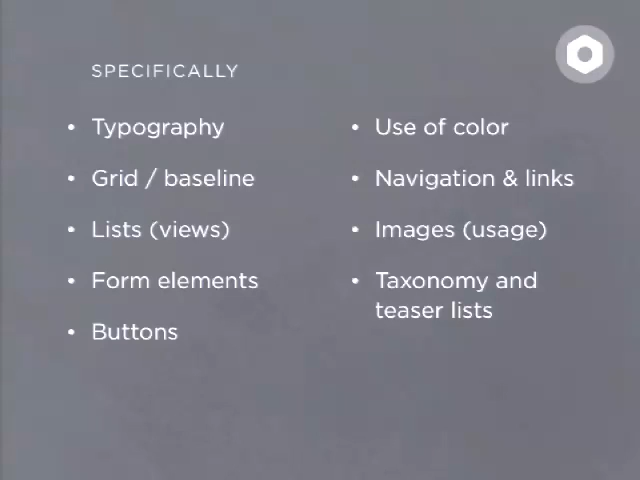 SPECIFICALLY
• Typography
• Grid / baseline
• Lists (views)
• Form elements
• Buttons
• Use of color
• Navigation & links
• Images (usage)
• Taxonomy and
teaser lists